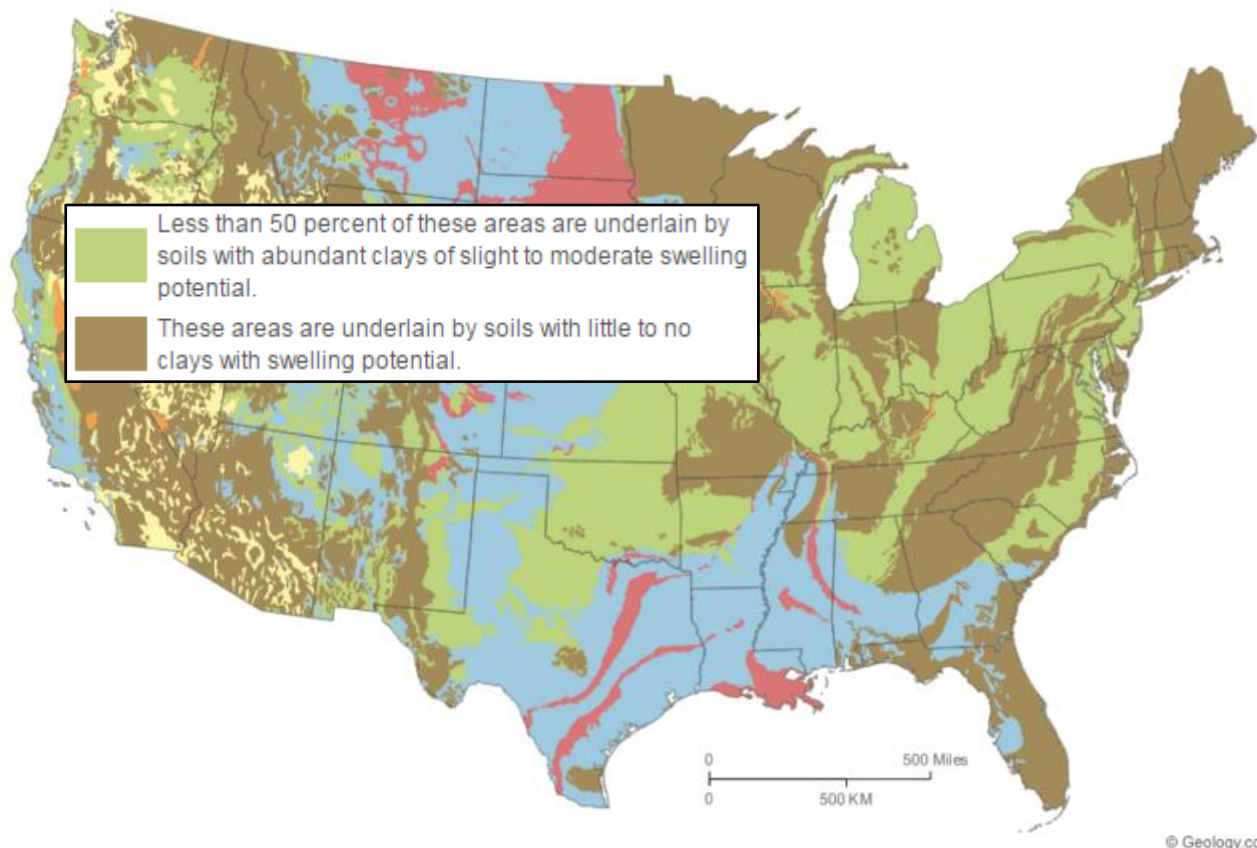 Less than 50 percent of these areas are underlain by
soils with abundant clays of slight to moderate swelling
potential.
These areas are underlain by soils with little to no
clays with swelling potential.
0 500 Miles
0 500 KM
© Geology.co